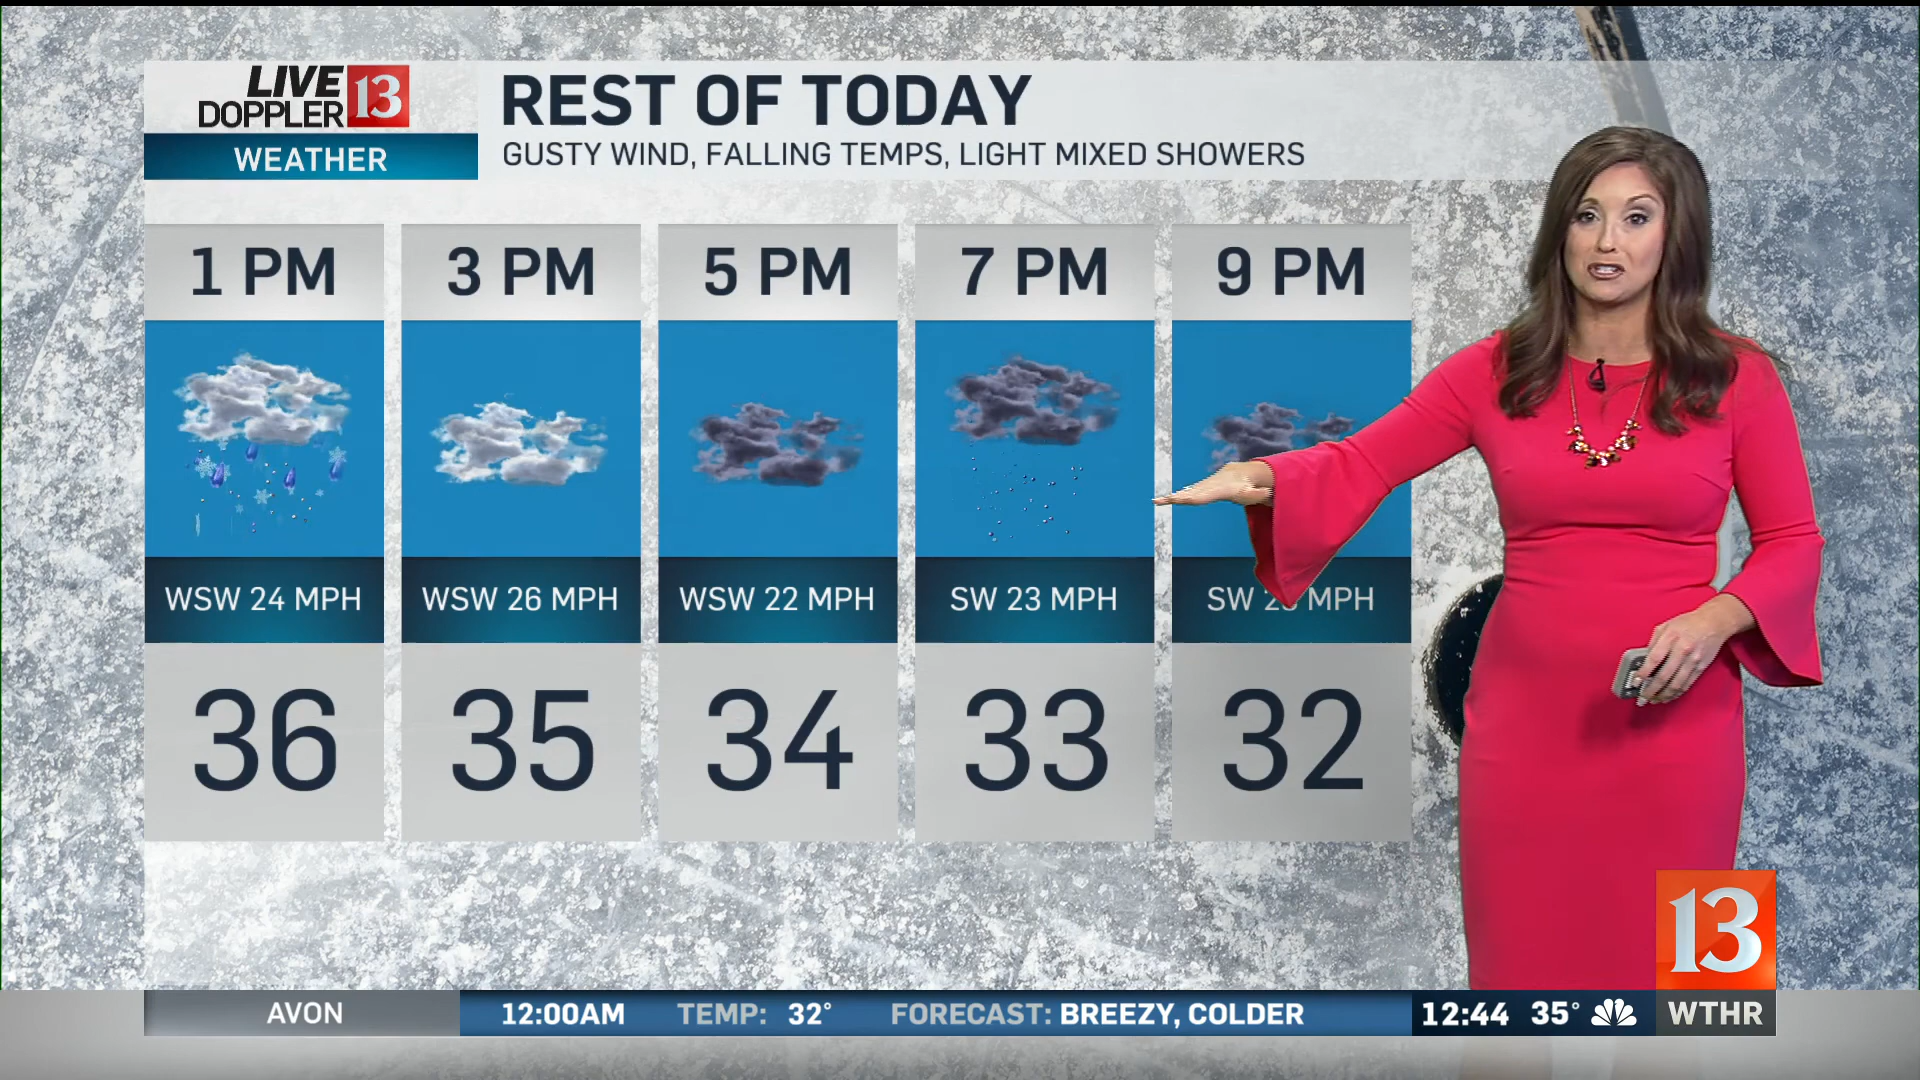 LIVE
DOPPLER 13
WEATHER
REST OF TODAY
GUSTY WIND, FALLING TEMPS, LIGHT MIXED SHOWERS
1 PM 3 PM 5 PM 7 PM 9 PM
WSW 24 MPH WSW 26 MPH WSW 22 MPH SW 23 MPH SW MPH
36 35 34 33 32
13
AVON 12:00AM TEMP: 32° FORECAST: BREEZY, COLDER 12:44 35° WTHR